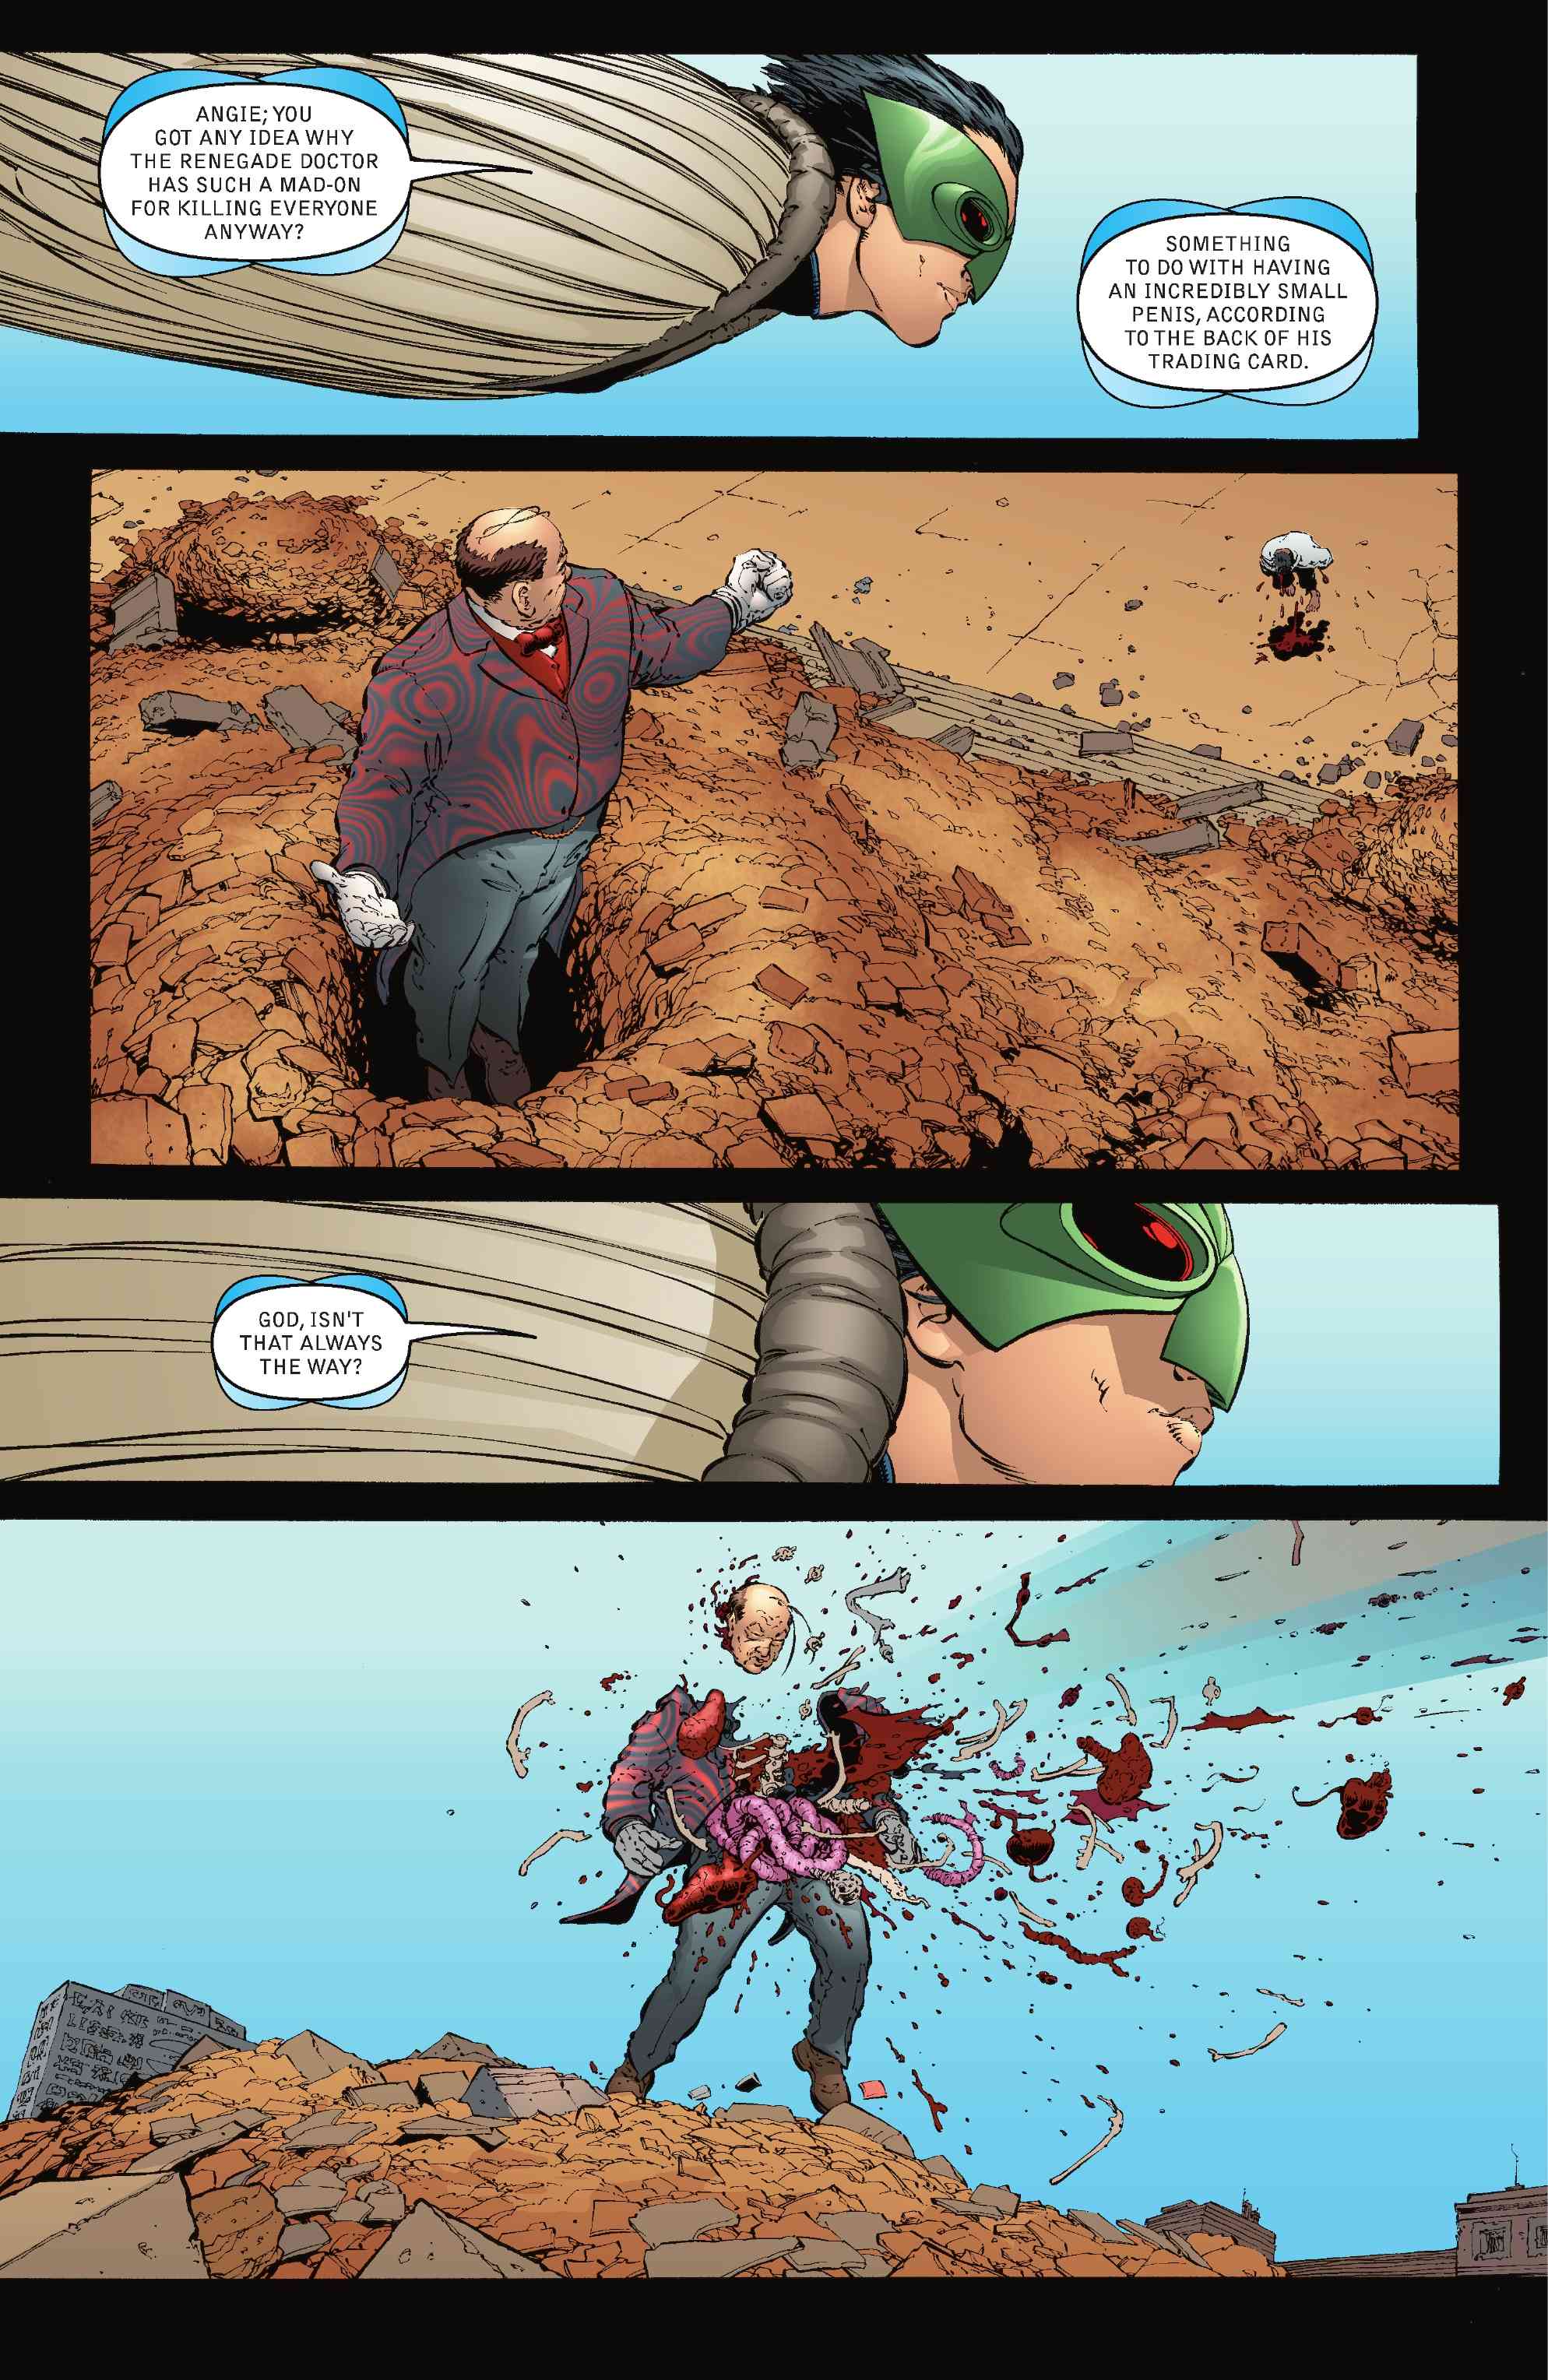 ANGIE; YOU
GOT ANY IDEA WHY
THE RENEGADE DOCTOR
HAS SUCH A MAD-ON
FOR KILLING EVERYONE
ANYWAY?
SOMETHING
TO DO WITH HAVING
AN INCREDIBLY SMALL
PENIS, ACCORDING
TO THE BACK OF HIS
TRADING CARD.
GOD, ISN'T
THAT ALWAYS
THE WAY?